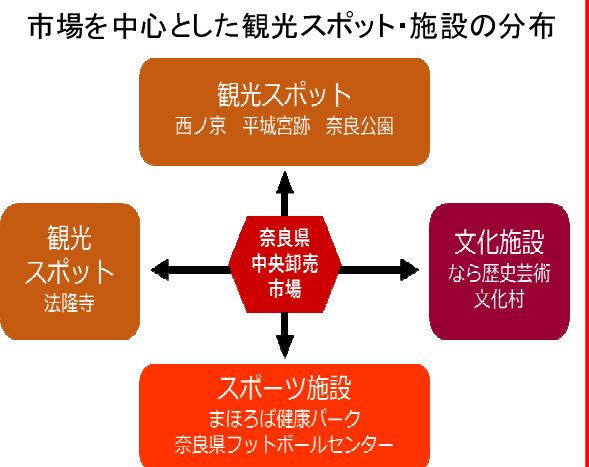 市場を中心とした観光スポット・施設の分布
観光スポット
西ノ京　平城宮跡　奈良公園
観光
スポット
法隆寺
奈良県
中央卸売
市場
文化施設
なら歴史芸術
文化村
スポーツ施設
まほろば健康パーク
奈良県フットボールセンター